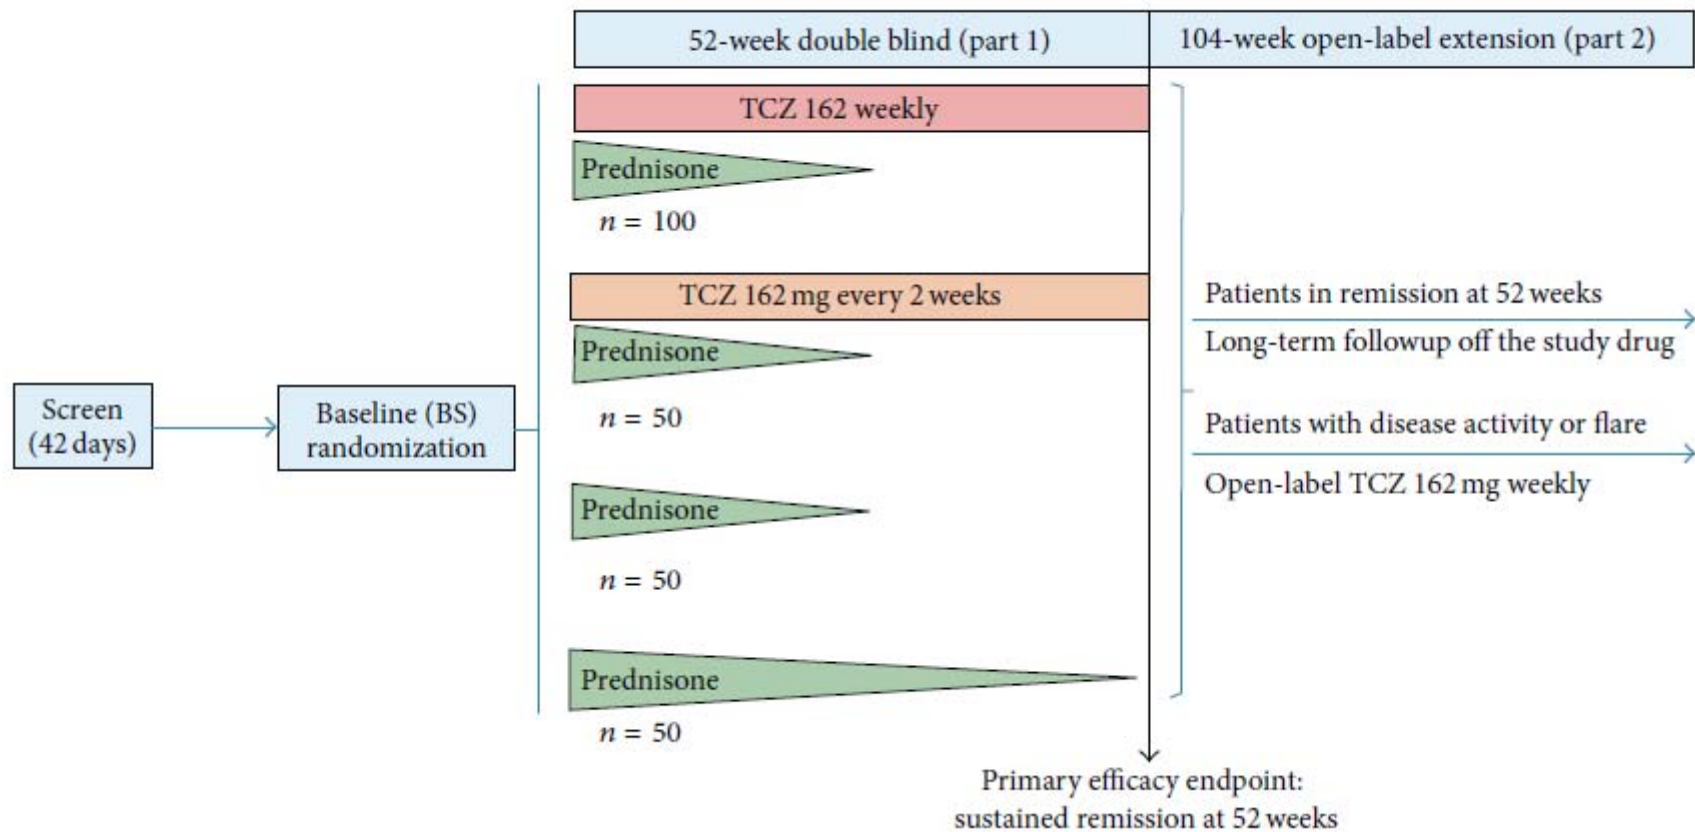 52-week double blind (part 1)
104-week open-label extension (part 2)
TCZ 162 weekly
Prednisone
n = 100
TCZ 162 mg every 2 weeks
Prednisone
n = 50
Prednisone
n = 50
Prednisone
n = 50
Screen
(42 days)
Baseline (BS)
randomization
Patients in remission at 52 weeks
Long-term followup off the study drug
Patients with disease activity or flare
Open-label TCZ 162 mg weekly
Primary efficacy endpoint:
sustained remission at 52 weeks